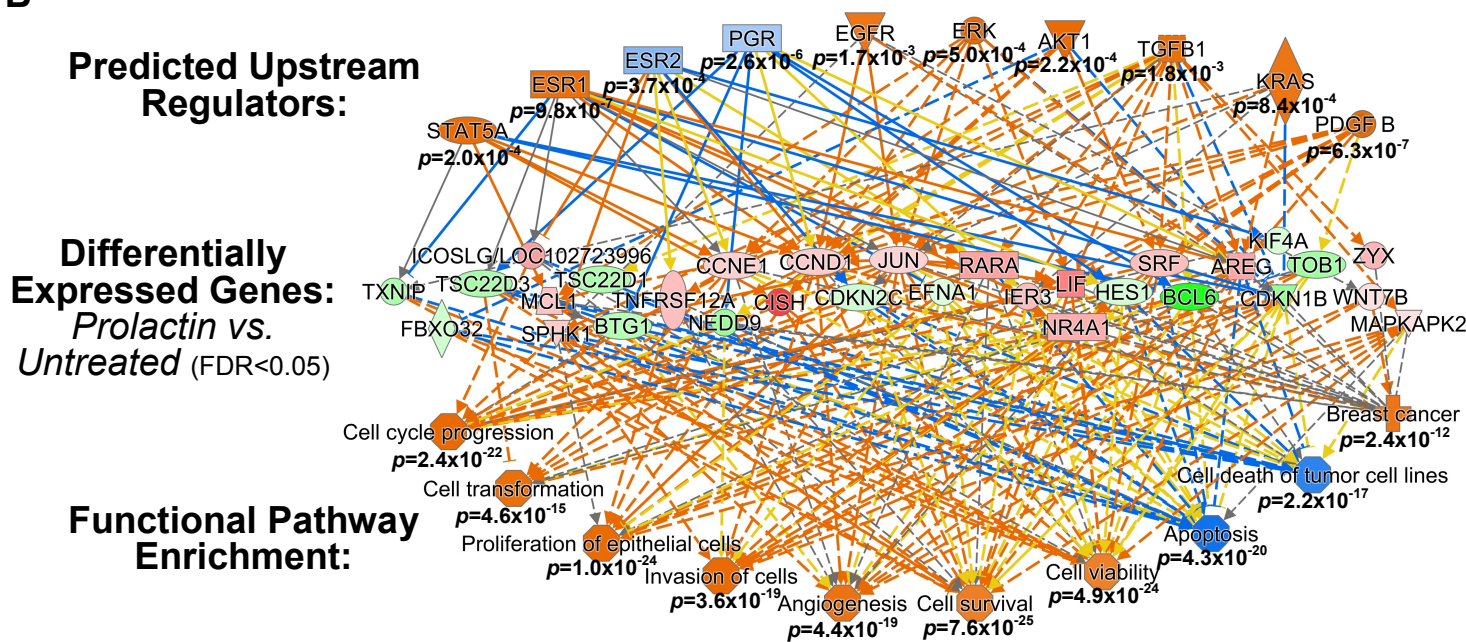 B
Predicted Upstream
Regulators:
STAT5A
p=2.0x10-4
ESR1
p=9.8x10-7
ESR2
p=3.7x10-4
PGR
p=2.6x10-6
EGFR
p=1.7x10-3
ERK
p=5.0x10-4
AKT1
p=2.2x10-4
TGFB1
p=1.8x10-3
KRAS
p=8.4x10-4
PDGF B
p=6.3x10-7
Differentially
Expressed Genes:
Prolactin vs.
Untreated (FDR<0.05)
TXNIP
FBXO32
ICOSLG/LOC102723996
TSC22D3
TSC22D1
MCL1
SPHK1
BTG1
TNFRSF12A
NEDD9
CCNE1
CISH
CCND1
CDKN2C
JUN
EFNA1
RARA
IER3
LIF
NR4A1
HES1
SRF
BCL6
AREG
CDKN1B
KIF4A
TOB1
ZYX
WNT7B
MAPKAPK2
Functional Pathway
Enrichment:
Cell cycle progression
p=2.4x10-22
Cell transformation
p=4.6x10-15
Proliferation of epithelial cells
p=1.0x10-24
Invasion of cells
p=3.6x10-19
Angiogenesis
p=4.4x10-19
Cell survival
p=7.6x10-25
Cell viability
p=4.9x10-24
Apoptosis
p=4.3x10-20
Cell death of tumor cell lines
p=2.2x10-17
Breast cancer
p=2.4x10-12